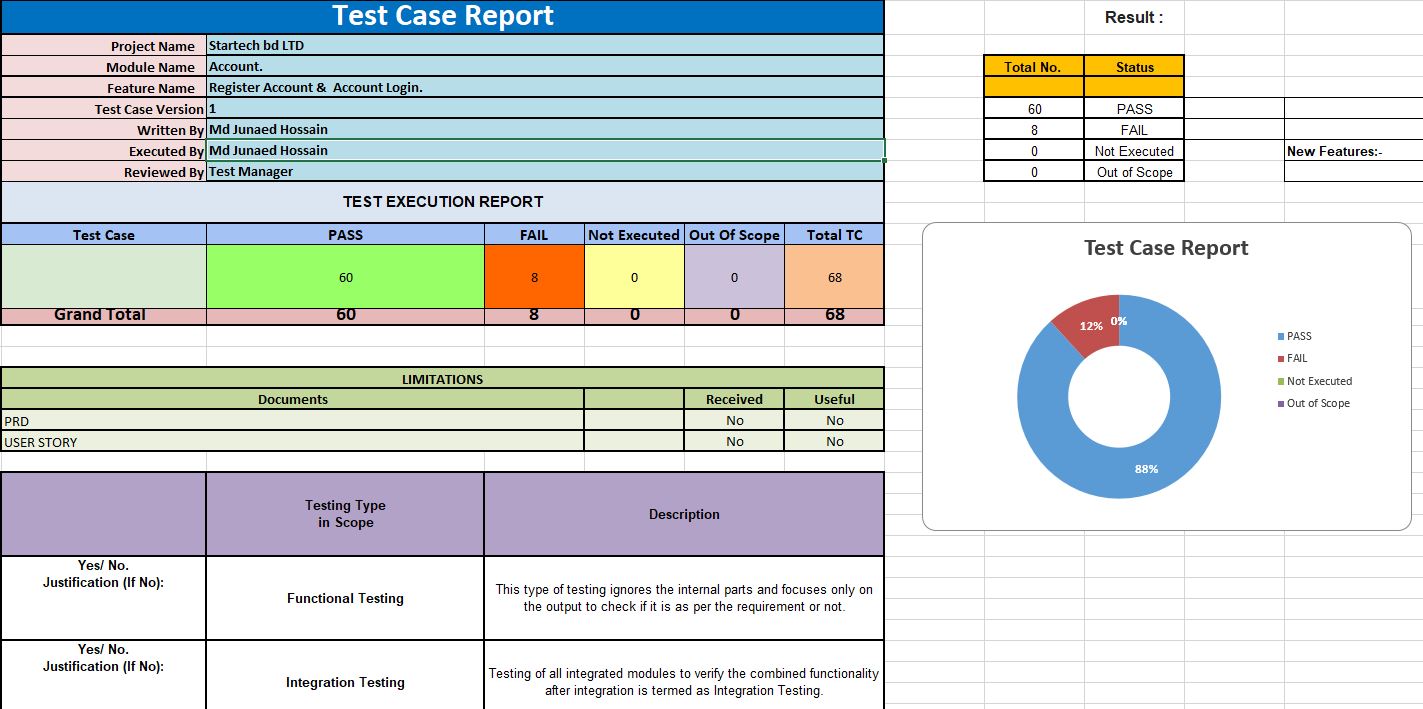 Test Case Report
Project Name Startech bd LTD
Module Name Account.
Feature Name Register Account &  Account Login.
Test Case Version 1
Written By Md Junaed Hossain
Executed By Md Junaed Hossain
Reviewed By Test Manager
TEST EXECUTION REPORT
Test Case PASS FAIL Not Executed Out Of Scope Total TC
60 8 0 0 68
Grand Total 60 8 0 0 68
LIMITATIONS
Documents Received Useful
PRD No No
USER STORY No No
Testing Type
in Scope
Description
Yes/ No.
Justification (If No):
Functional Testing
This type of testing ignores the internal parts and focuses only on
the output to check if it is as per the requirement or not.
Yes/ No.
Justification (If No):
Integration Testing
Testing of all integrated modules to verify the combined functionality
after integration is termed as Integration Testing.
Result :
Total No. Status
60 PASS
8 FAIL
0 Not Executed
0 Out of Scope
New Features:-
Test Case Report
12% 0%
88%
PASS
FAIL
Not Executed
Out of Scope